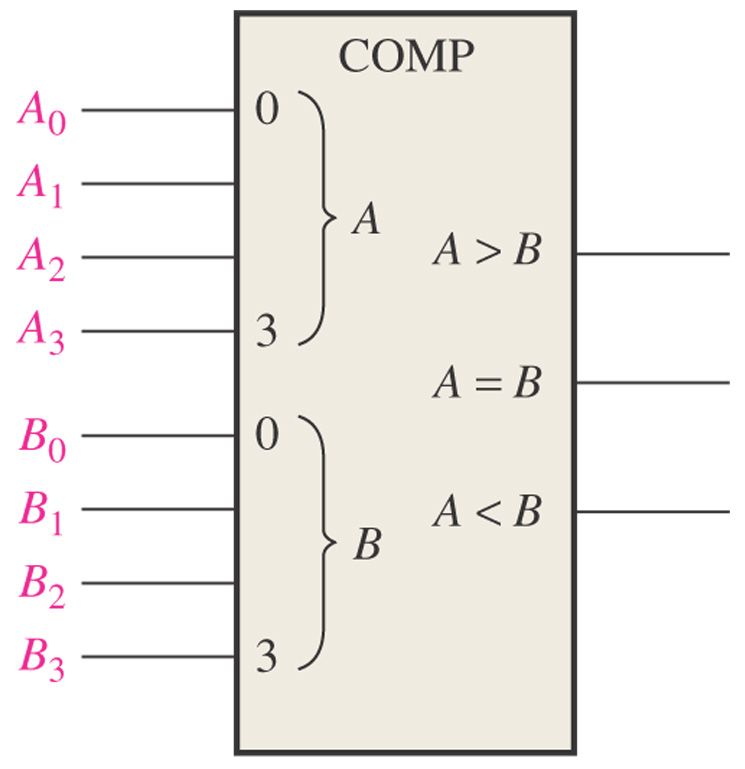 COMP
A₀ 0
A₁
A₂ A A > B
A₃ 3
A = B
B₀ 0
B₁ A < B
B₂ B
B₃ 3